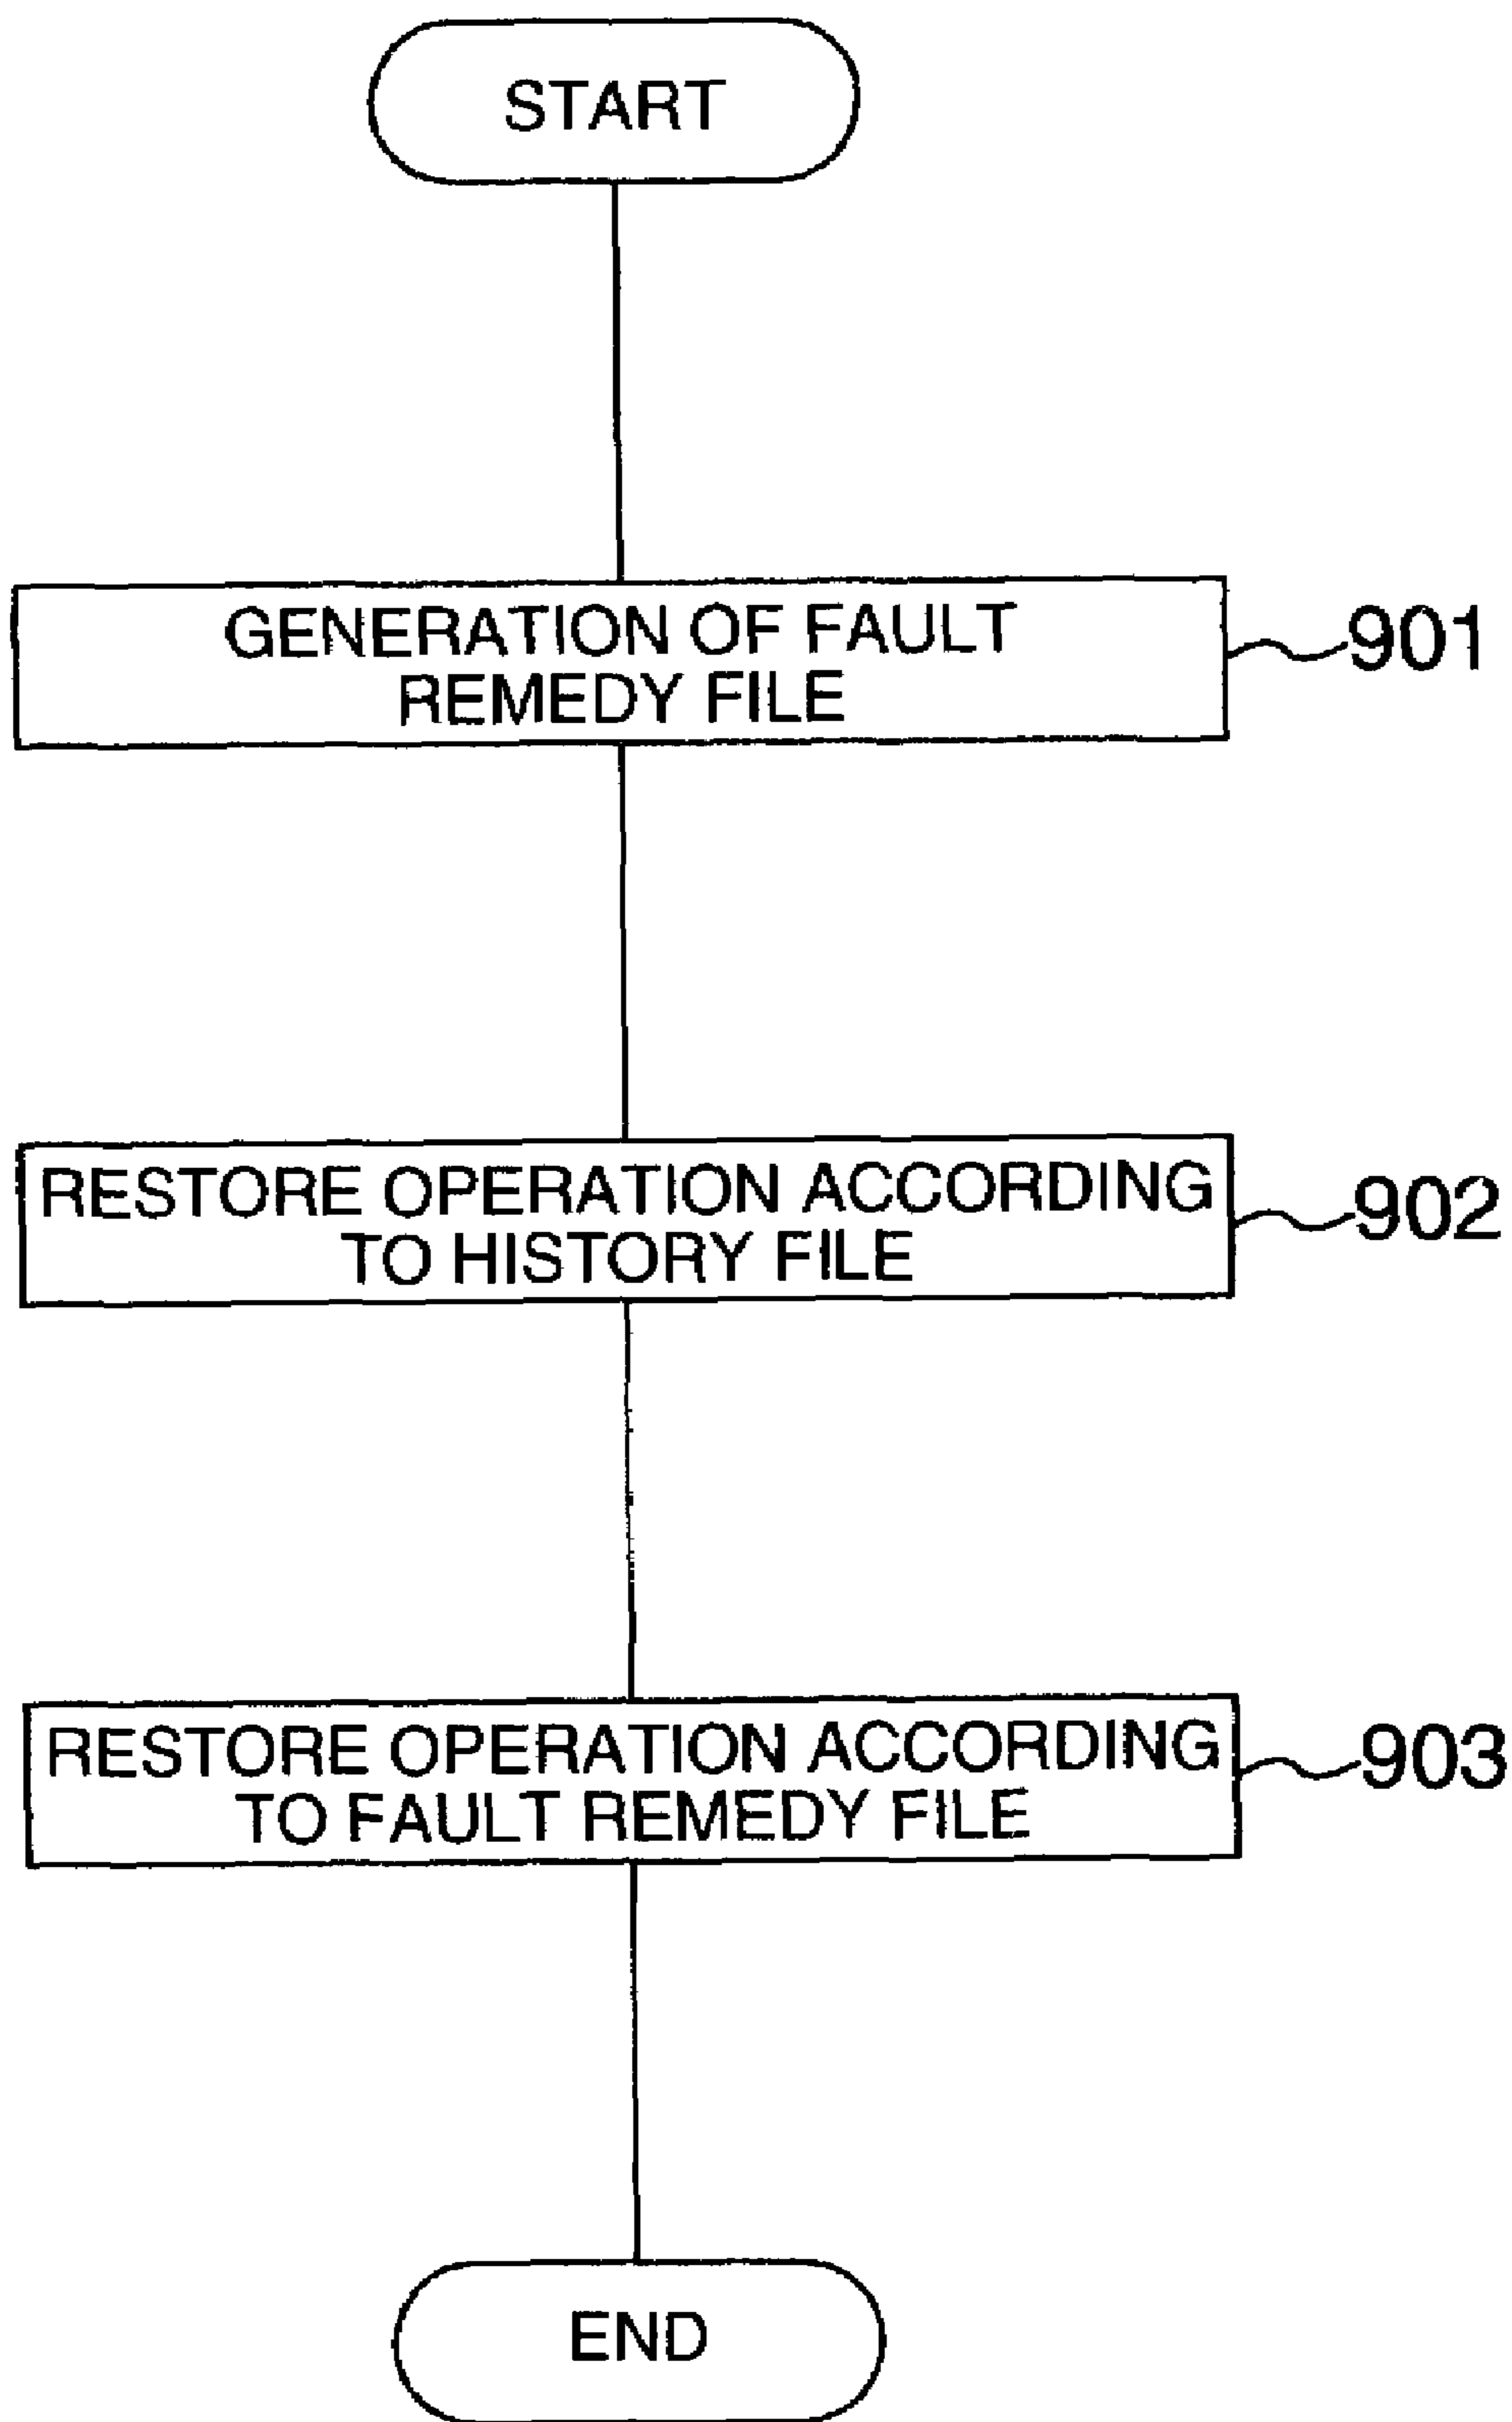 START
GENERATION OF FAULT
REMEDY FILE
901
RESTORE OPERATION ACCORDING
TO HISTORY FILE
902
RESTORE OPERATION ACCORDING
TO FAULT REMEDY FILE
903
END